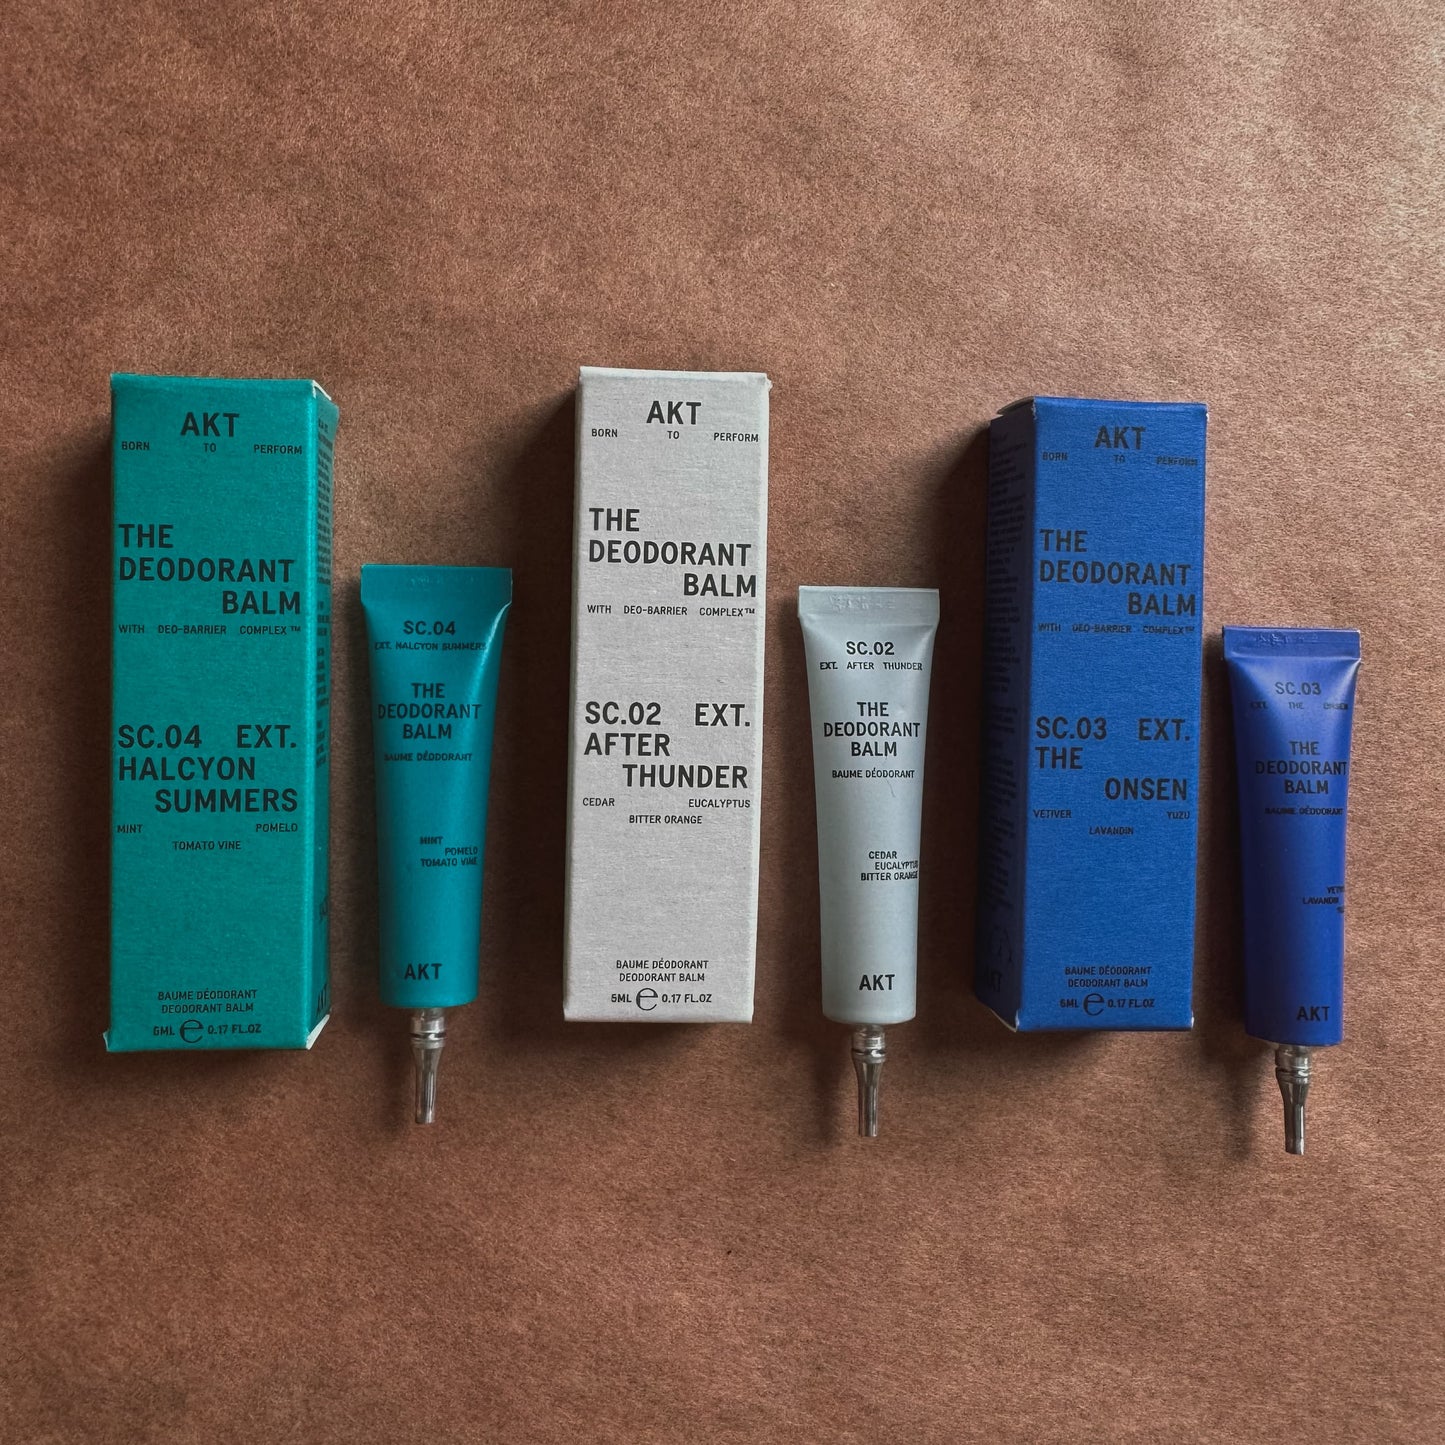 AKT
BORN TO PERFORM
THE
DEODORANT
BALM
WITH DEO-BARRIER COMPLEX™
SC.04 EXT.
HALCYON
SUMMERS
MINT POMELO
TOMATO VINE
BAUME DÉODORANT
DEODORANT BALM
5ML e 0.17 FL.OZ
SC.04
EXT. HALCYON SUMMERS
THE
DEODORANT
BALM
BAUME DÉODORANT
MINT
POMELO
TOMATO VINE
AKT
AKT
BORN TO PERFORM
THE
DEODORANT
BALM
WITH DEO-BARRIER COMPLEX™
SC.02 EXT.
AFTER
THUNDER
CEDAR EUCALYPTUS
BITTER ORANGE
BAUME DÉODORANT
DEODORANT BALM
5ML e 0.17 FL.OZ
SC.02
EXT. AFTER THUNDER
THE
DEODORANT
BALM
BAUME DÉODORANT
CEDAR
EUCALYPTUS
BITTER ORANGE
AKT
AKT
BORN TO PERFORM
THE
DEODORANT
BALM
WITH DEO-BARRIER COMPLEX™
SC.03 EXT.
THE
ONSEN
VETIVER YUZU
LAVANDIN
BAUME DÉODORANT
DEODORANT BALM
5ML e 0.17 FL.OZ
SC.03
EXT. THE ONSEN
THE
DEODORANT
BALM
BAUME DÉODORANT
LAVANDIN
AKT